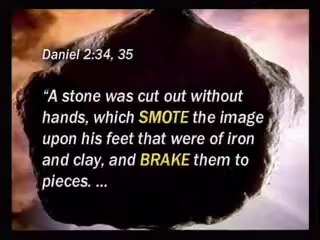 Daniel 2:34, 35
“A stone was cut out without
hands, which SMOTE the image
upon his feet that were of iron
and clay, and BRAKE them to
pieces. ...